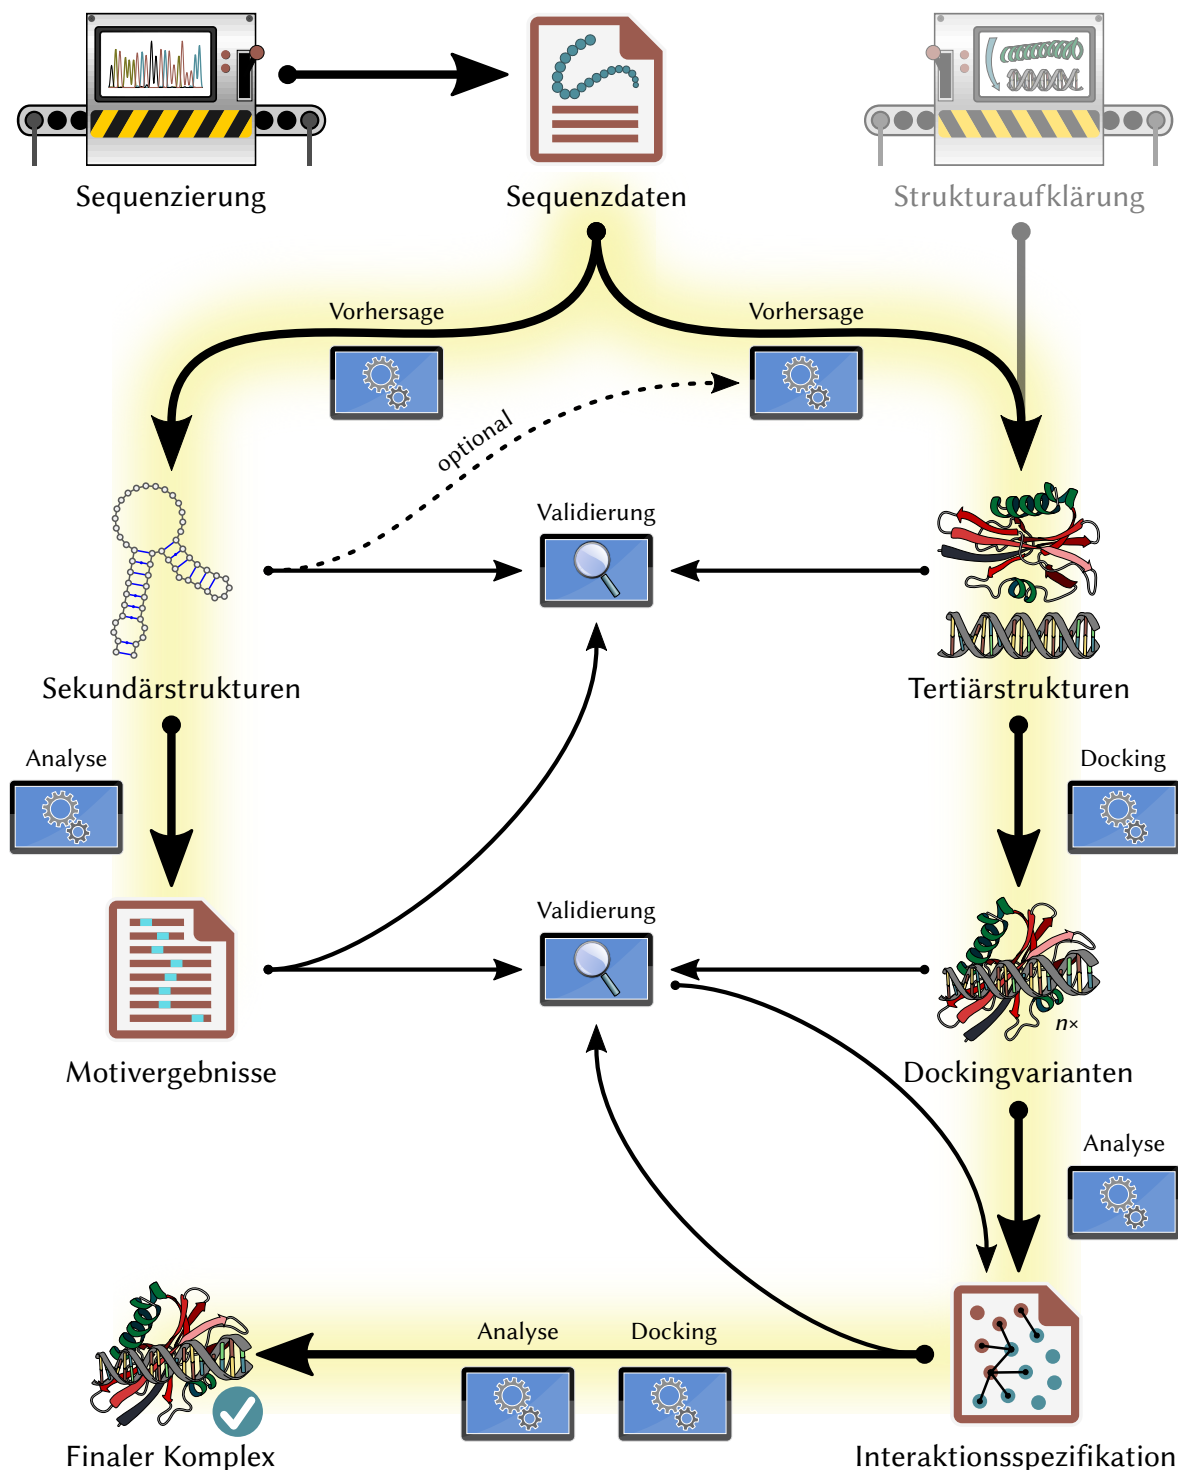 Sequenzierung
Sequenzdaten
Strukturaufklärung
Vorhersage
Vorhersage
optional
Validierung
Sekundärstrukturen
Tertiärstrukturen
Analyse
Docking
Validierung
n×
Motivergebnisse
Dockingvarianten
Analyse
Analyse
Docking
Finaler Komplex
Interaktionsspezifikation